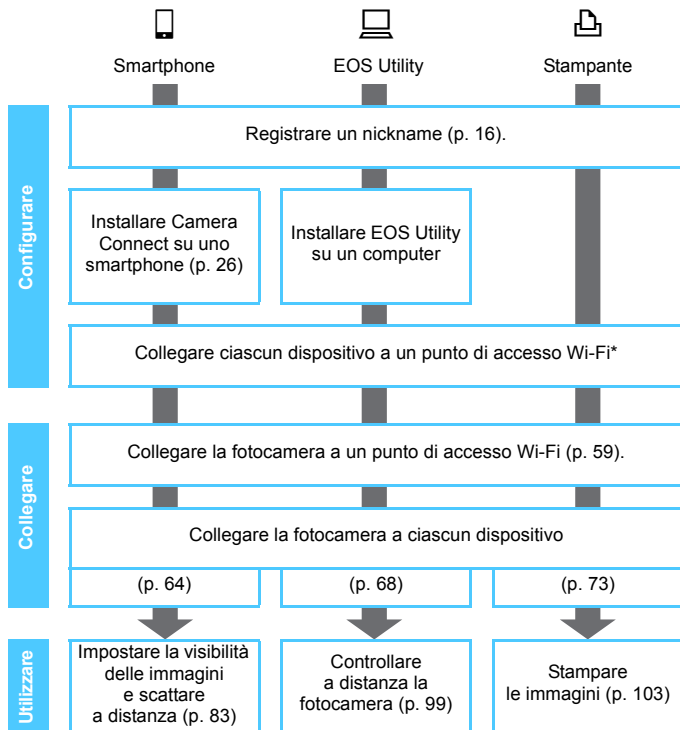 Smartphone
EOS Utility
Stampante
Configurare
Registrare un nickname (p. 16).
Installare Camera
Connect su uno
smartphone (p. 26)
Installare EOS Utility
su un computer
Collegare ciascun dispositivo a un punto di accesso Wi-Fi*
Collegare
Collegare la fotocamera a un punto di accesso Wi-Fi (p. 59).
Collegare la fotocamera a ciascun dispositivo
(p. 64)
(p. 68)
(p. 73)
Utilizzare
Impostare la visibilità
delle immagini
e scattare
a distanza (p. 83)
Controllare
a distanza la
fotocamera (p. 99)
Stampare
le immagini (p. 103)